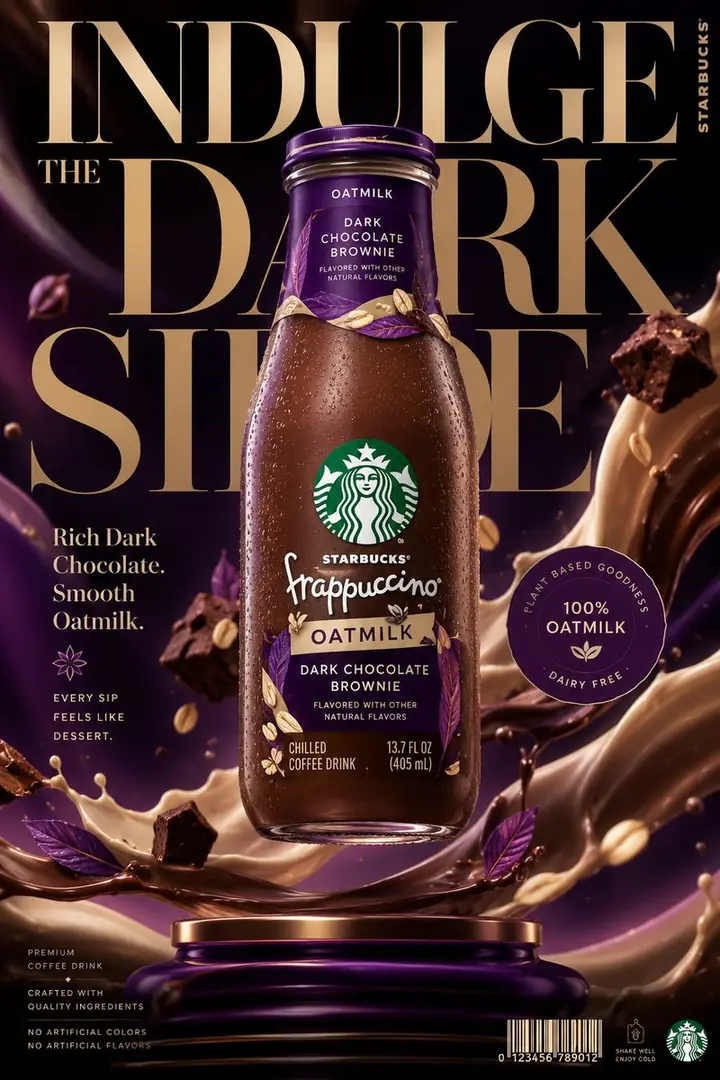 INDULGE
THE
DARK
SIDE
STARBUCKS®
OATMILK
DARK
CHOCOLATE
BROWNIE
FLAVORED WITH OTHER
NATURAL FLAVORS
STARBUCKS®
frappuccino®
OATMILK
DARK CHOCOLATE
BROWNIE
FLAVORED WITH OTHER
NATURAL FLAVORS
CHILLED
COFFEE DRINK
13.7 FL OZ
(405 mL)
Rich Dark
Chocolate.
Smooth
Oatmilk.
EVERY SIP
FEELS LIKE
DESSERT.
PLANT BASED GOODNESS
100%
OATMILK
DAIRY FREE
PREMIUM
COFFEE DRINK
CRAFTED WITH
QUALITY INGREDIENTS
NO ARTIFICIAL COLORS
NO ARTIFICIAL FLAVORS
0 123456 789012
SHAKE WELL
ENJOY COLD